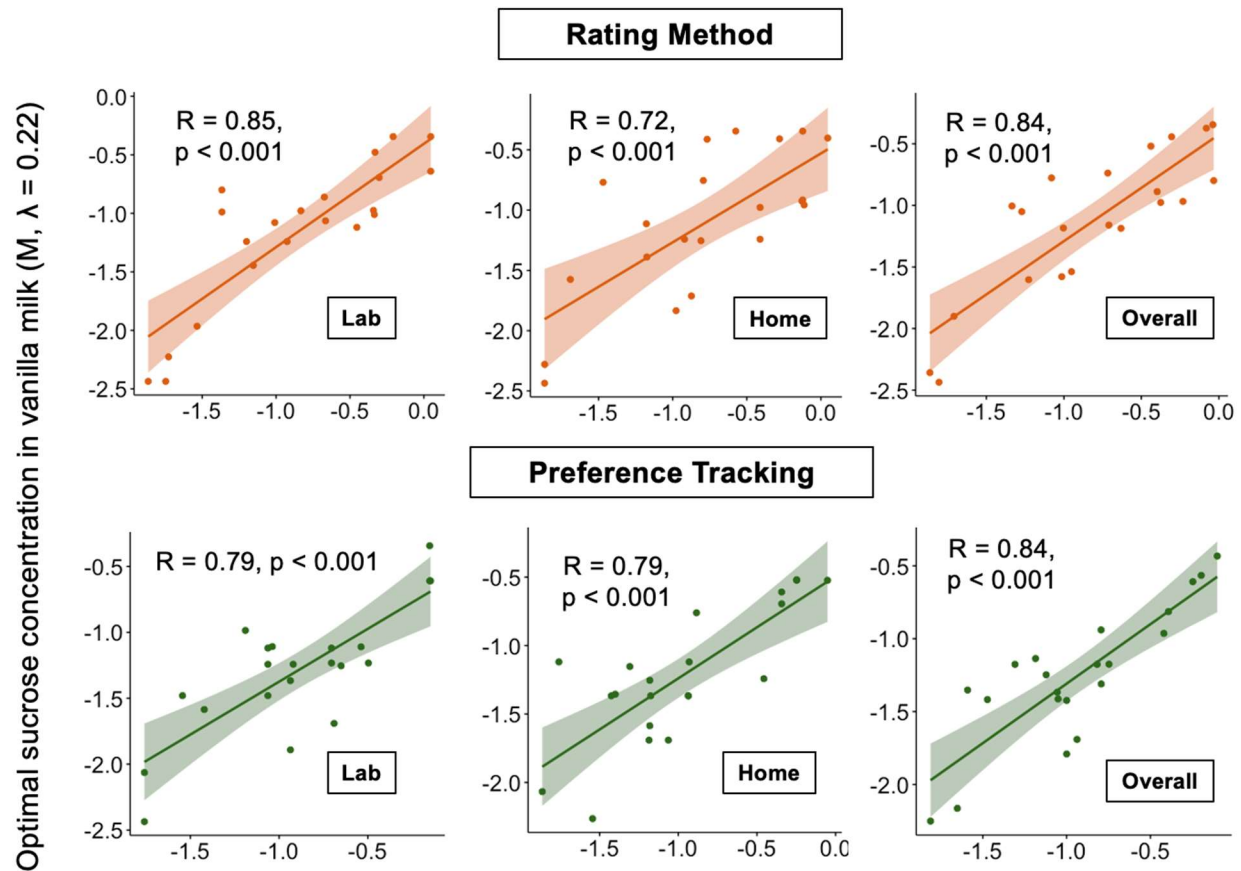 Rating Method
Optimal sucrose concentration in vanilla milk (M, λ = 0.22)
R = 0.85,
p < 0.001
0.0
-0.5
-1.0
-1.5
-2.0
-2.5
Lab
-1.5 -1.0 -0.5 0.0
R = 0.72,
p < 0.001
-0.5
-1.0
-1.5
-2.0
-2.5
Home
-1.5 -1.0 -0.5 0.0
R = 0.84,
p < 0.001
-0.5
-1.0
-1.5
-2.0
-2.5
Overall
-1.5 -1.0 -0.5 0.0
Preference Tracking
R = 0.79, p < 0.001
-0.5
-1.0
-1.5
-2.0
-2.5
Lab
-1.5 -1.0 -0.5
R = 0.79,
p < 0.001
-0.5
-1.0
-1.5
-2.0
Home
-1.5 -1.0 -0.5 0.0
R = 0.84,
p < 0.001
-0.5
-1.0
-1.5
-2.0
Overall
-1.5 -1.0 -0.5